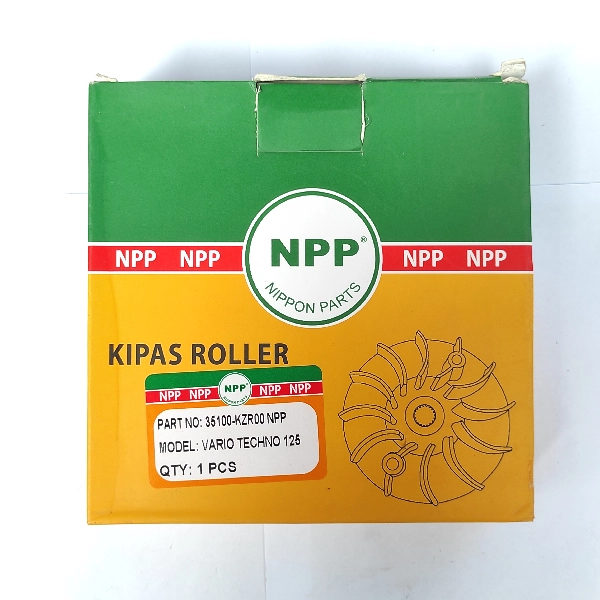 NPP NPP NPP® NPP NPP
NIPPON PARTS
KIPAS ROLLER
NPP NPP NPP NPP NPP
PART NO: 35100-KZR00 NPP
MODEL: VARIO TECHNO 125
QTY: 1 PCS